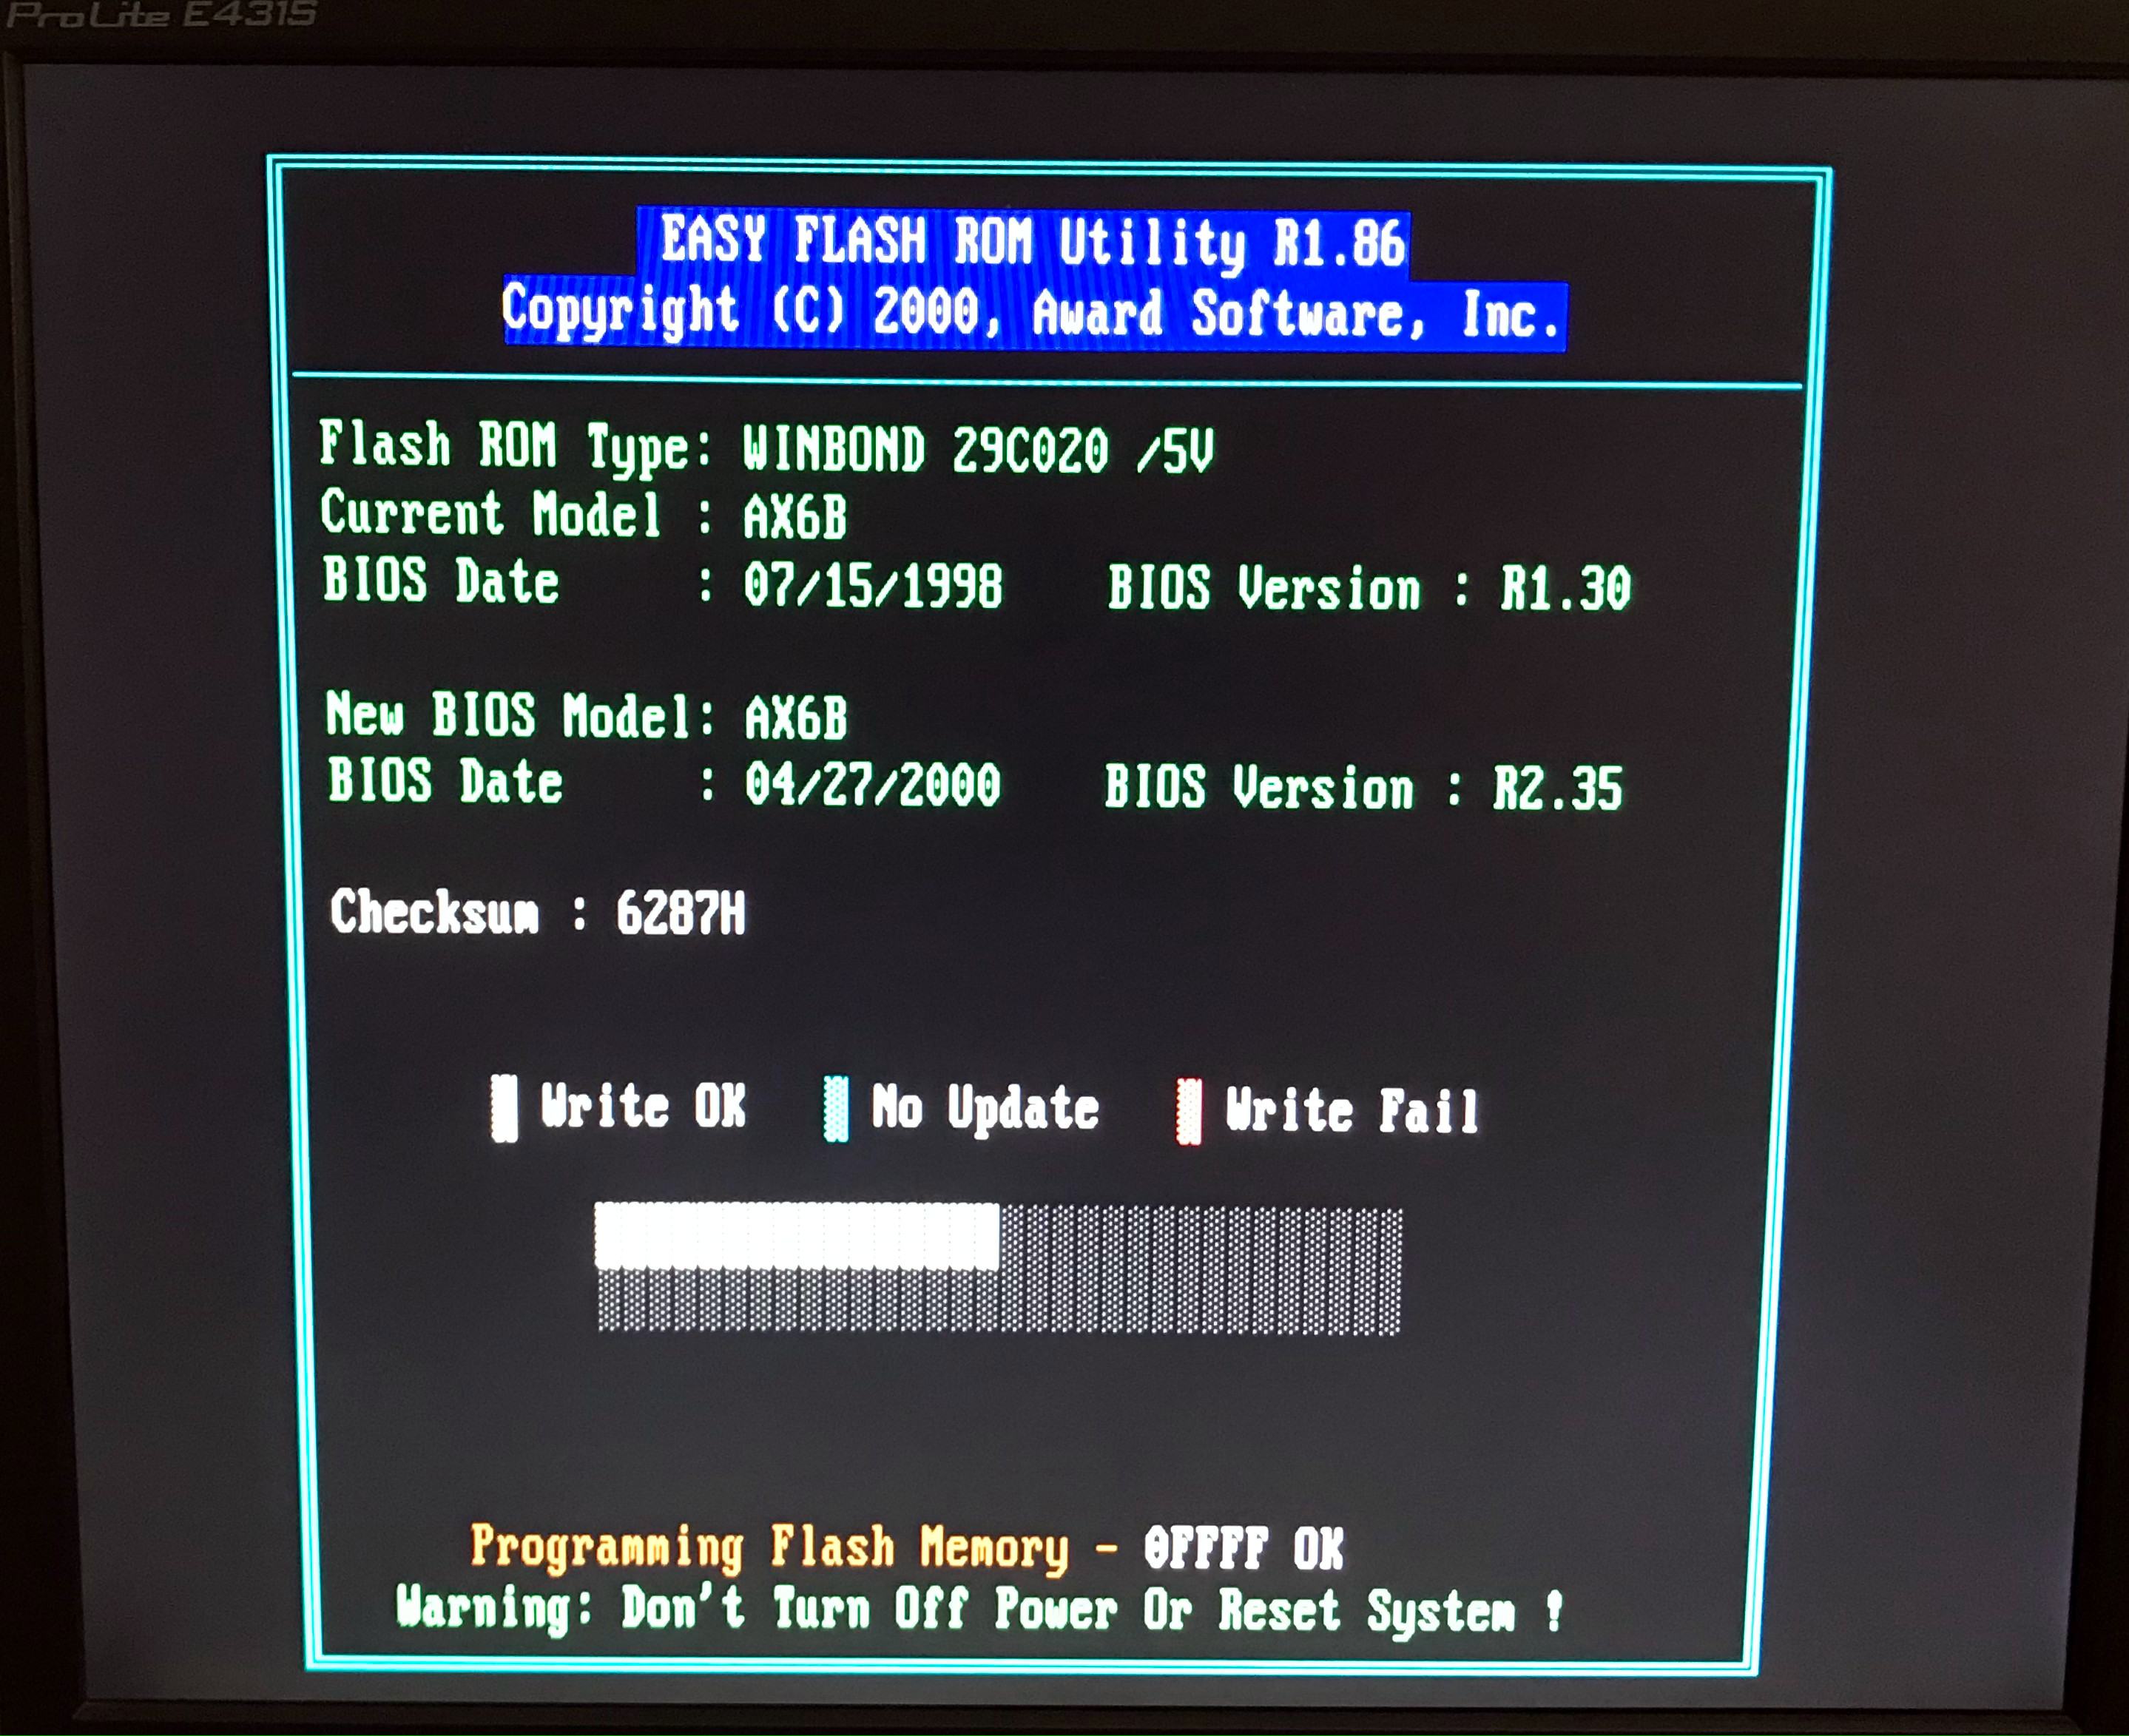 ProLite E431S
EASY FLASH ROM Utility R1.86
Copyright (C) 2000, Award Software, Inc.
Flash ROM Type: WINBOND 29C020 /5V
Current Model : AX6B
BIOS Date : 07/15/1998 BIOS Version : R1.30
New BIOS Model: AX6B
BIOS Date : 04/27/2000 BIOS Version : R2.35
Checksum : 6287H
Write OK No Update Write Fail
Programming Flash Memory - 0FFFF OK
Warning: Don't Turn Off Power Or Reset System !